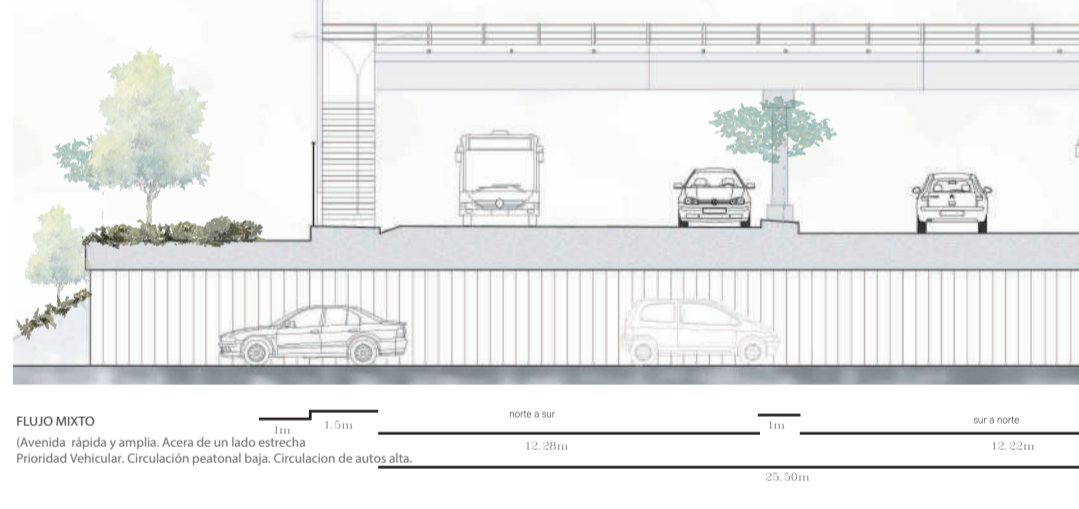 FLUJO MIXTO
(Avenida rápida y amplia. Acera de un lado estrecha
Prioridad Vehicular. Circulación peatonal baja. Circulacion de autos alta.
1m
1.5m
norte a sur
12.28m
1m
sur a norte
12.22m
25.50m